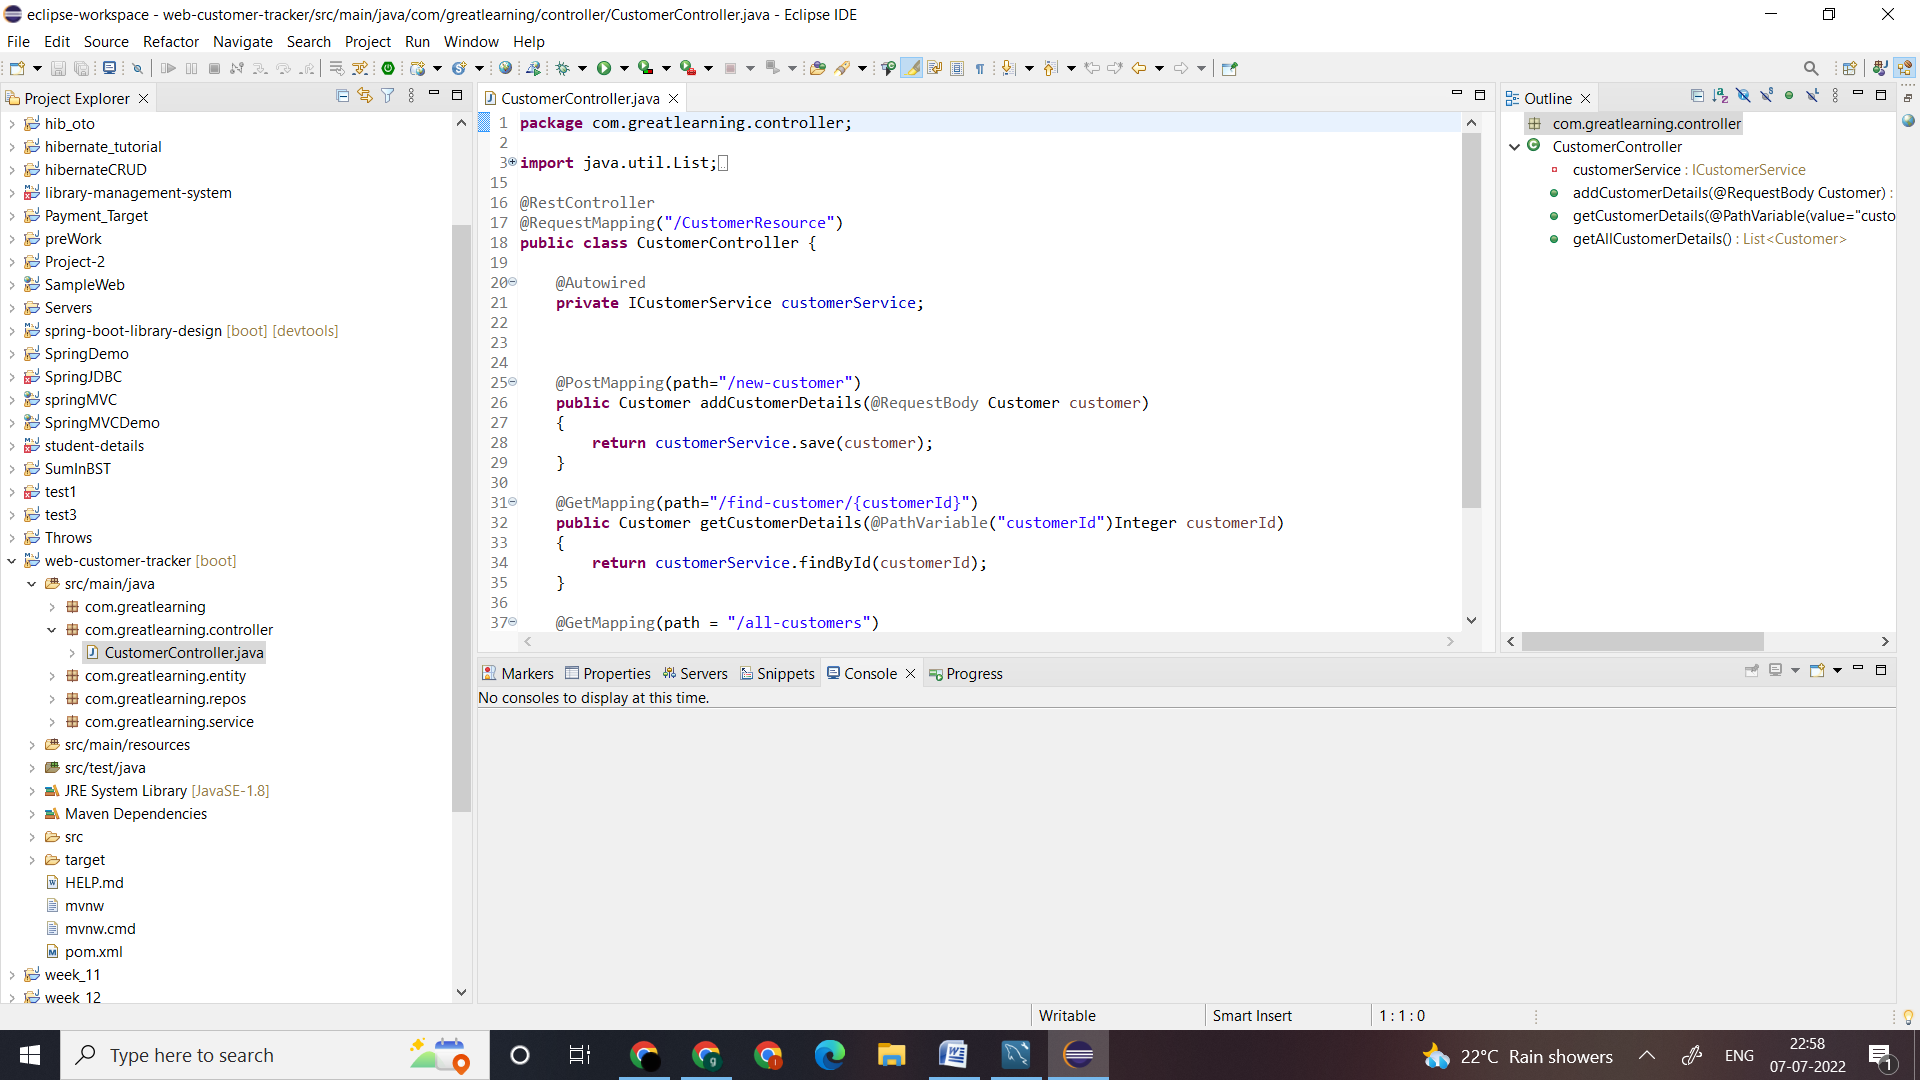 eclipse-workspace - web-customer-tracker/src/main/java/com/greatlearning/controller/CustomerController.java - Eclipse IDE
File Edit Source Refactor Navigate Search Project Run Window Help
Project Explorer
hib_oto
hibernate_tutorial
hibernateCRUD
library-management-system
Payment_Target
preWork
Project-2
SampleWeb
Servers
spring-boot-library-design [boot] [devtools]
SpringDemo
SpringJDBC
springMVC
SpringMVCDemo
student-details
SumInBST
test1
test3
Throws
web-customer-tracker [boot]
src/main/java
com.greatlearning
com.greatlearning.controller
CustomerController.java
com.greatlearning.entity
com.greatlearning.repos
com.greatlearning.service
src/main/resources
src/test/java
JRE System Library [JavaSE-1.8]
Maven Dependencies
src
target
HELP.md
mvnw
mvnw.cmd
pom.xml
week_11
week_12
CustomerController.java
1 package com.greatlearning.controller;
2
3 import java.util.List;
15
16 @RestController
17 @RequestMapping("/CustomerResource")
18 public class CustomerController {
19
20 @Autowired
21 private ICustomerService customerService;
22
23
24
25 @PostMapping(path="/new-customer")
26 public Customer addCustomerDetails(@RequestBody Customer customer)
27 {
28 return customerService.save(customer);
29 }
30
31 @GetMapping(path="/find-customer/{customerId}")
32 public Customer getCustomerDetails(@PathVariable("customerId")Integer customerId)
33 {
34 return customerService.findById(customerId);
35 }
36
37 @GetMapping(path = "/all-customers")
Outline
com.greatlearning.controller
CustomerController
customerService : ICustomerService
addCustomerDetails(@RequestBody Customer) :
getCustomerDetails(@PathVariable(value="custo
getAllCustomerDetails() : List<Customer>
Markers Properties Servers Snippets Console Progress
No consoles to display at this time.
Writable Smart Insert 1 : 1 : 0
Type here to search
22°C Rain showers ENG
22:58
07-07-2022
1